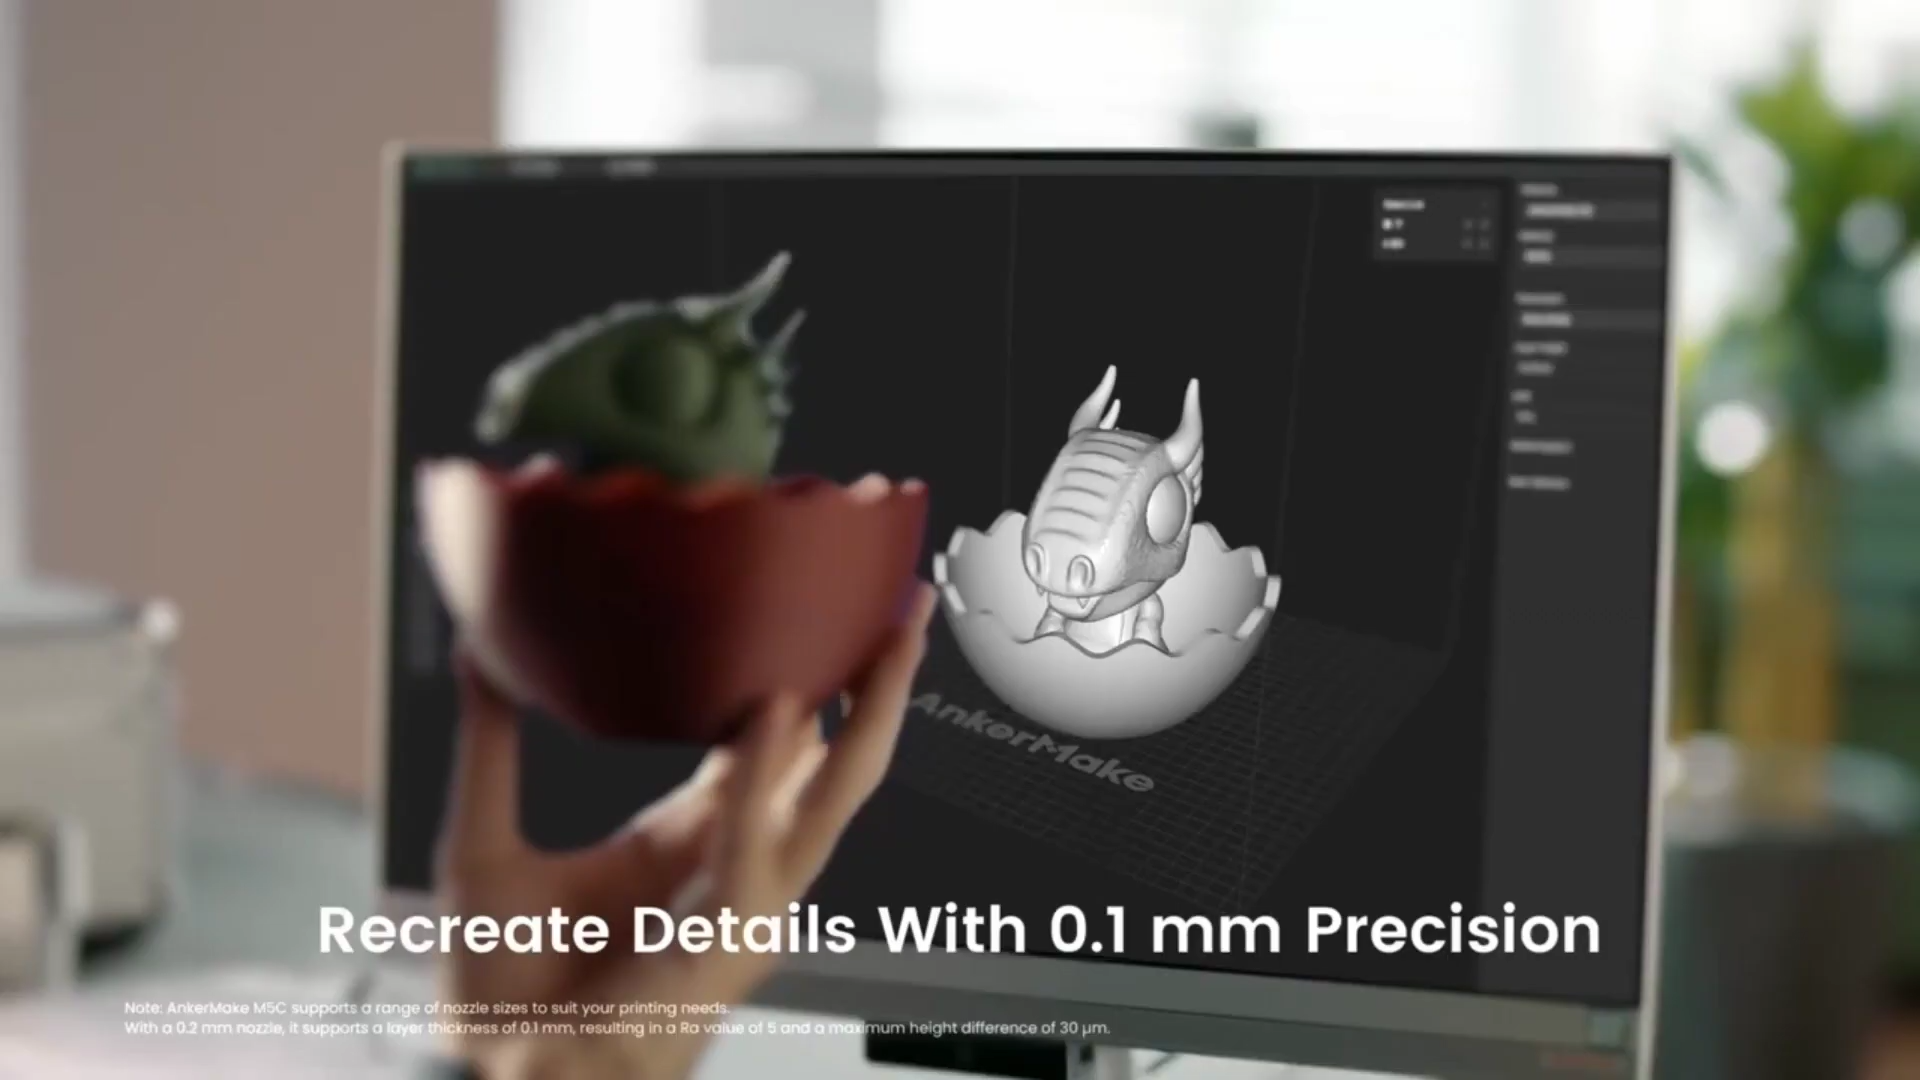 AnkerMake
Recreate Details With 0.1 mm Precision
Note: AnkerMake M5C supports a range of nozzle sizes to suit your printing needs.
With a 0.2 mm nozzle, it supports a layer thickness of 0.1 mm, resulting in a Ra value of 5 and a maximum height difference of 30 μm.